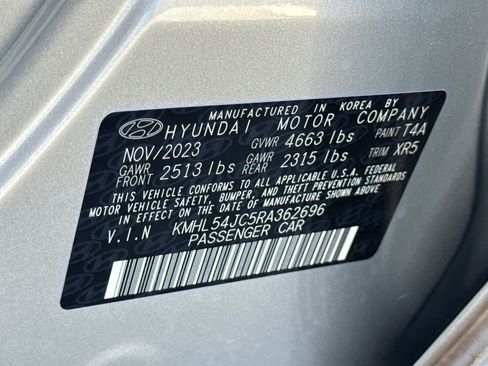 MANUFACTURED IN KOREA BY
HYUNDAI MOTOR COMPANY
NOV/2023 GVWR 4663 lbs PAINT T4A
GAWR FRONT 2513 lbs GAWR REAR 2315 lbs TRIM XR5
THIS VEHICLE CONFORMS TO ALL APPLICABLE U.S.A. FEDERAL
MOTOR VEHICLE SAFETY, BUMPER, AND THEFT PREVENTION STANDARDS
IN EFFECT ON THE DATE OF MANUFACTURE SHOWN ABOVE.
V.I.N KMHL54JC5RA362696
PASSENGER CAR